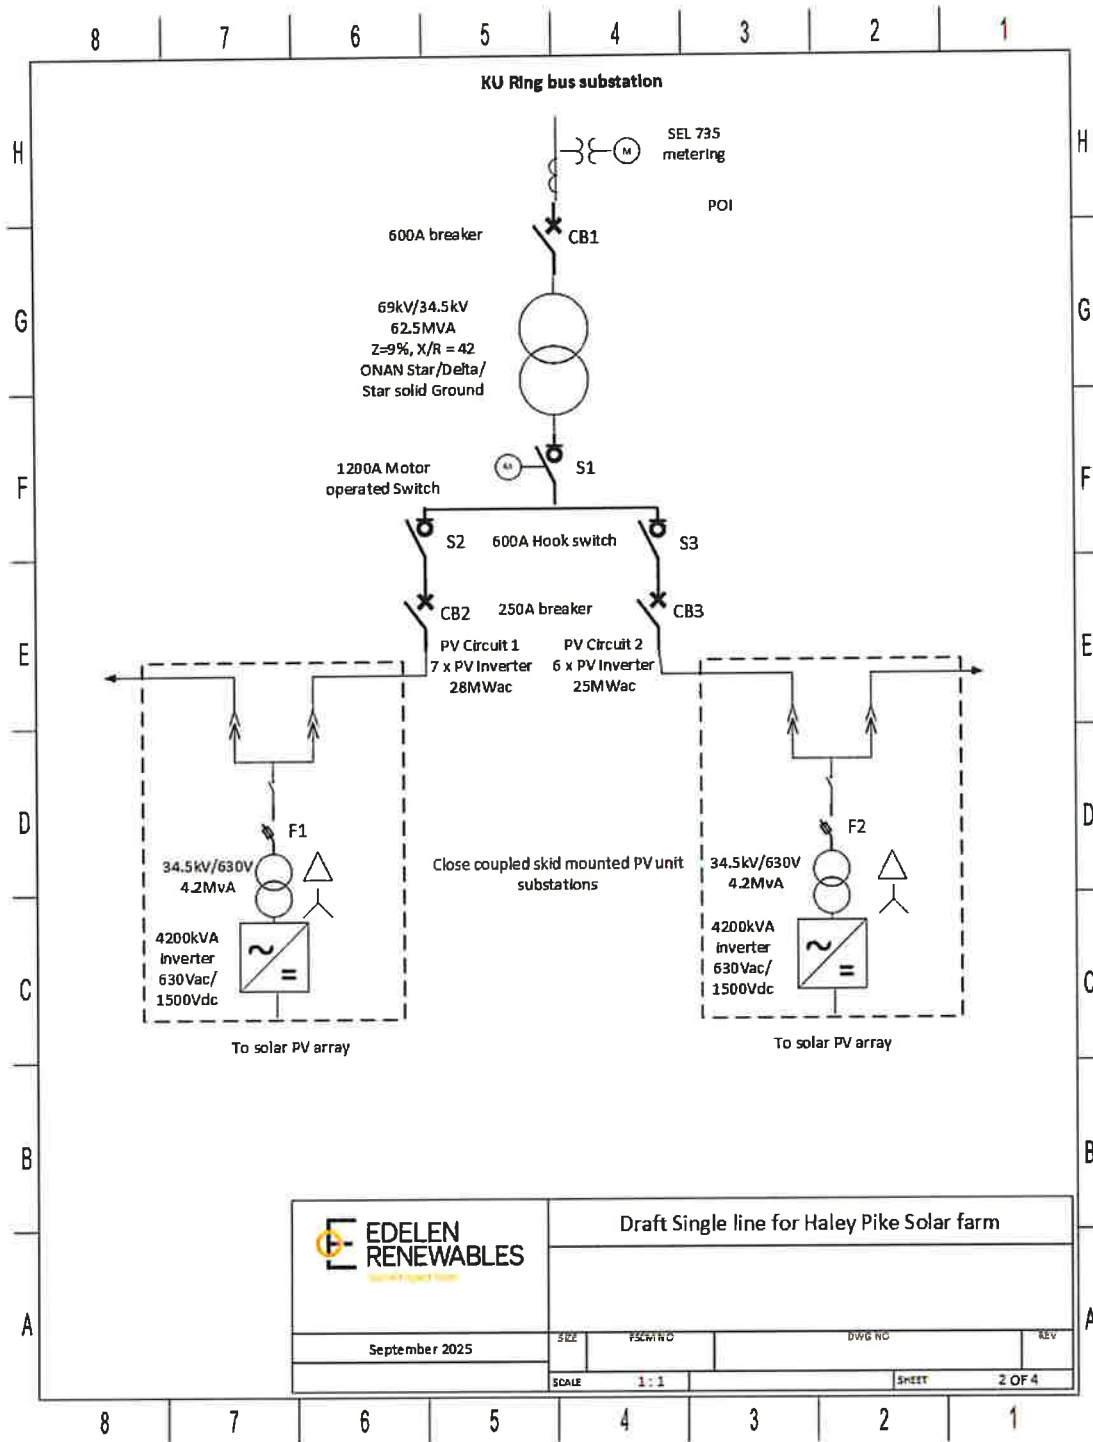 8 7 6 5 4 3 2 1
KU Ring bus substation
H
H
SEL 735
metering
M
POI
600A breaker
CB1
G
G
69kV/34.5kV
62.5MVA
Z=9%, X/R = 42
ONAN Star/Delta/
Star solid Ground
F
F
1200A Motor
operated Switch
S1
S2
600A Hook switch
S3
CB2
250A breaker
CB3
E
E
PV Circuit 1
7 x PV Inverter
28MWac
PV Circuit 2
6 x PV Inverter
25MWac
D
D
F1
F2
34.5kV/630V
4.2MvA
Close coupled skid mounted PV unit
substations
34.5kV/630V
4.2MvA
C
C
4200kVA
Inverter
630Vac/
1500Vdc
4200kVA
Inverter
630Vac/
1500Vdc
To solar PV array
To solar PV array
B
B
EDELEN
RENEWABLES
Draft Single line for Haley Pike Solar farm
A
A
September 2025
SIZE
FSCM NO
DWG NO
REV
SCALE
1 : 1
SHEET
2 OF 4
8 7 6 5 4 3 2 1